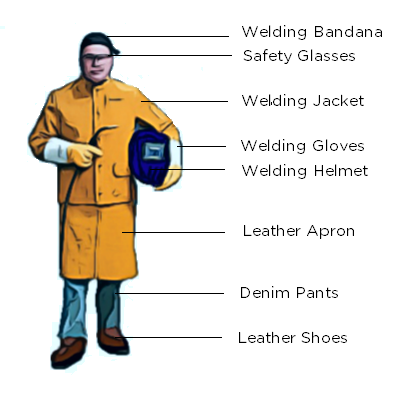 Welding Bandana
Safety Glasses
Welding Jacket
Welding Gloves
Welding Helmet
Leather Apron
Denim Pants
Leather Shoes